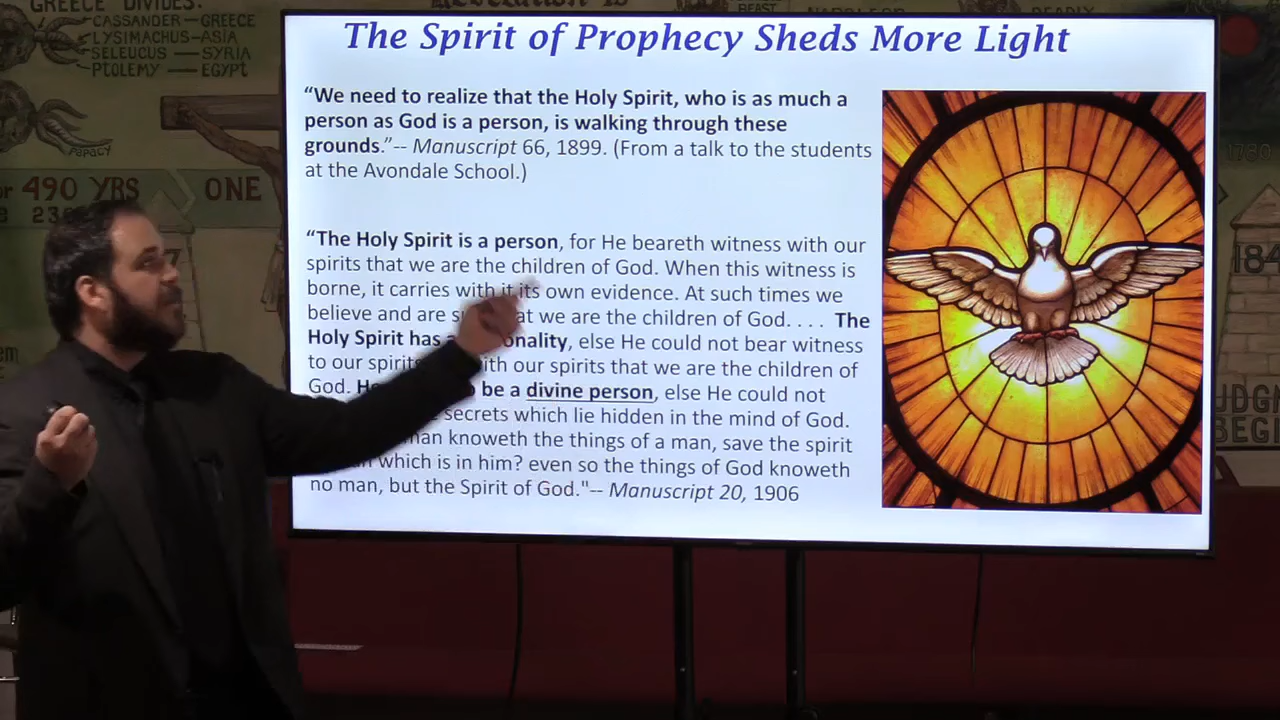 GREECE DIVIDES:
CASSANDER — GREECE
LYSIMACHUS-ASIA
SELEUCUS — SYRIA
PTOLEMY — EGYPT
PAPACY
490 YRS
ONE
The Spirit of Prophecy Sheds More Light
“We need to realize that the Holy Spirit, who is as much a
person as God is a person, is walking through these
grounds.”-- Manuscript 66, 1899. (From a talk to the students
at the Avondale School.)
“The Holy Spirit is a person, for He beareth witness with our
spirits that we are the children of God. When this witness is
borne, it carries with it its own evidence. At such times we
believe and are at we are the children of God. . . . The
Holy Spirit has onality, else He could not bear witness
to our spirits ith our spirits that we are the children of
God. be a divine person, else He could not
secrets which lie hidden in the mind of God.
man knoweth the things of a man, save the spirit
which is in him? even so the things of God knoweth
no man, but the Spirit of God."-- Manuscript 20, 1906
BEAST
DEADLY
1780
184